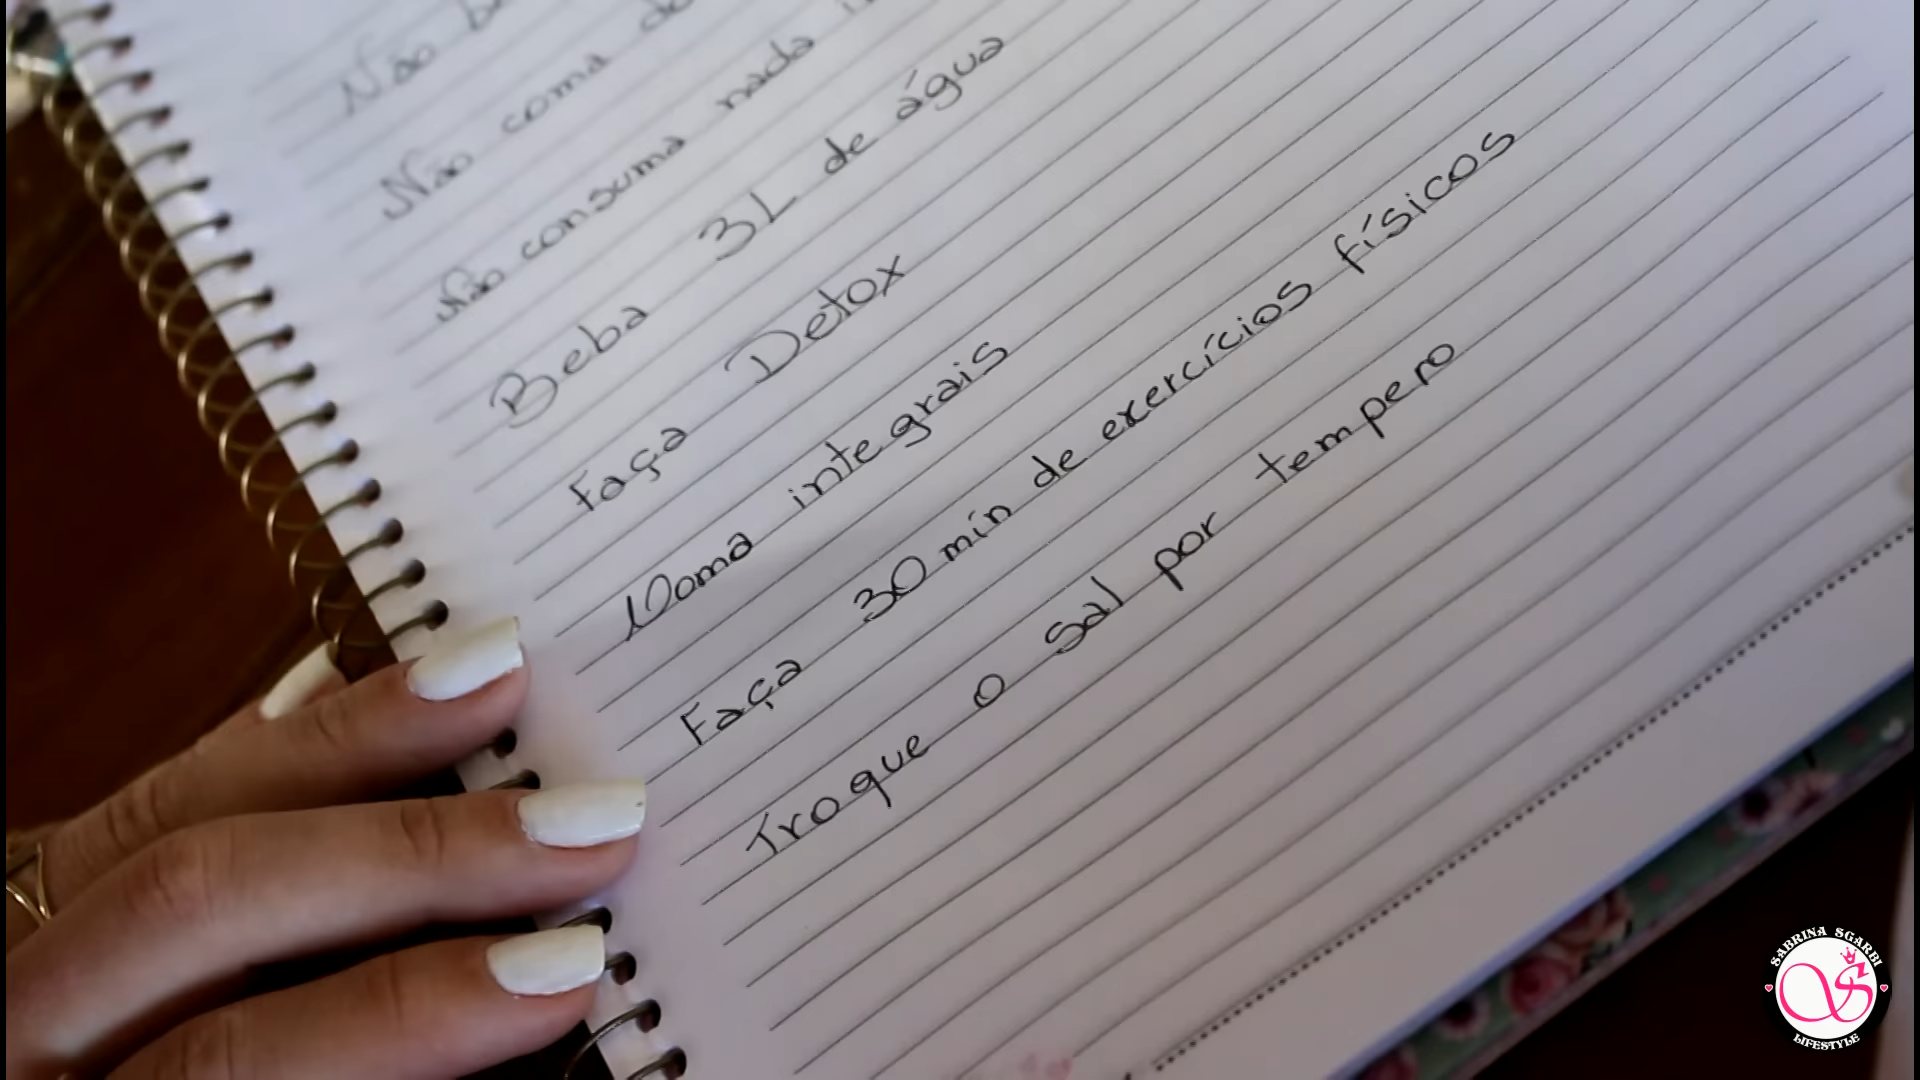 Não
Não coma
Não consuma nada
Beba 3L de água
Faça Detox
Coma integrais
Faça 30 min de exercícios físicos
Troque o sal por tempero
SABRINA SGARBI
LIFESTYLE